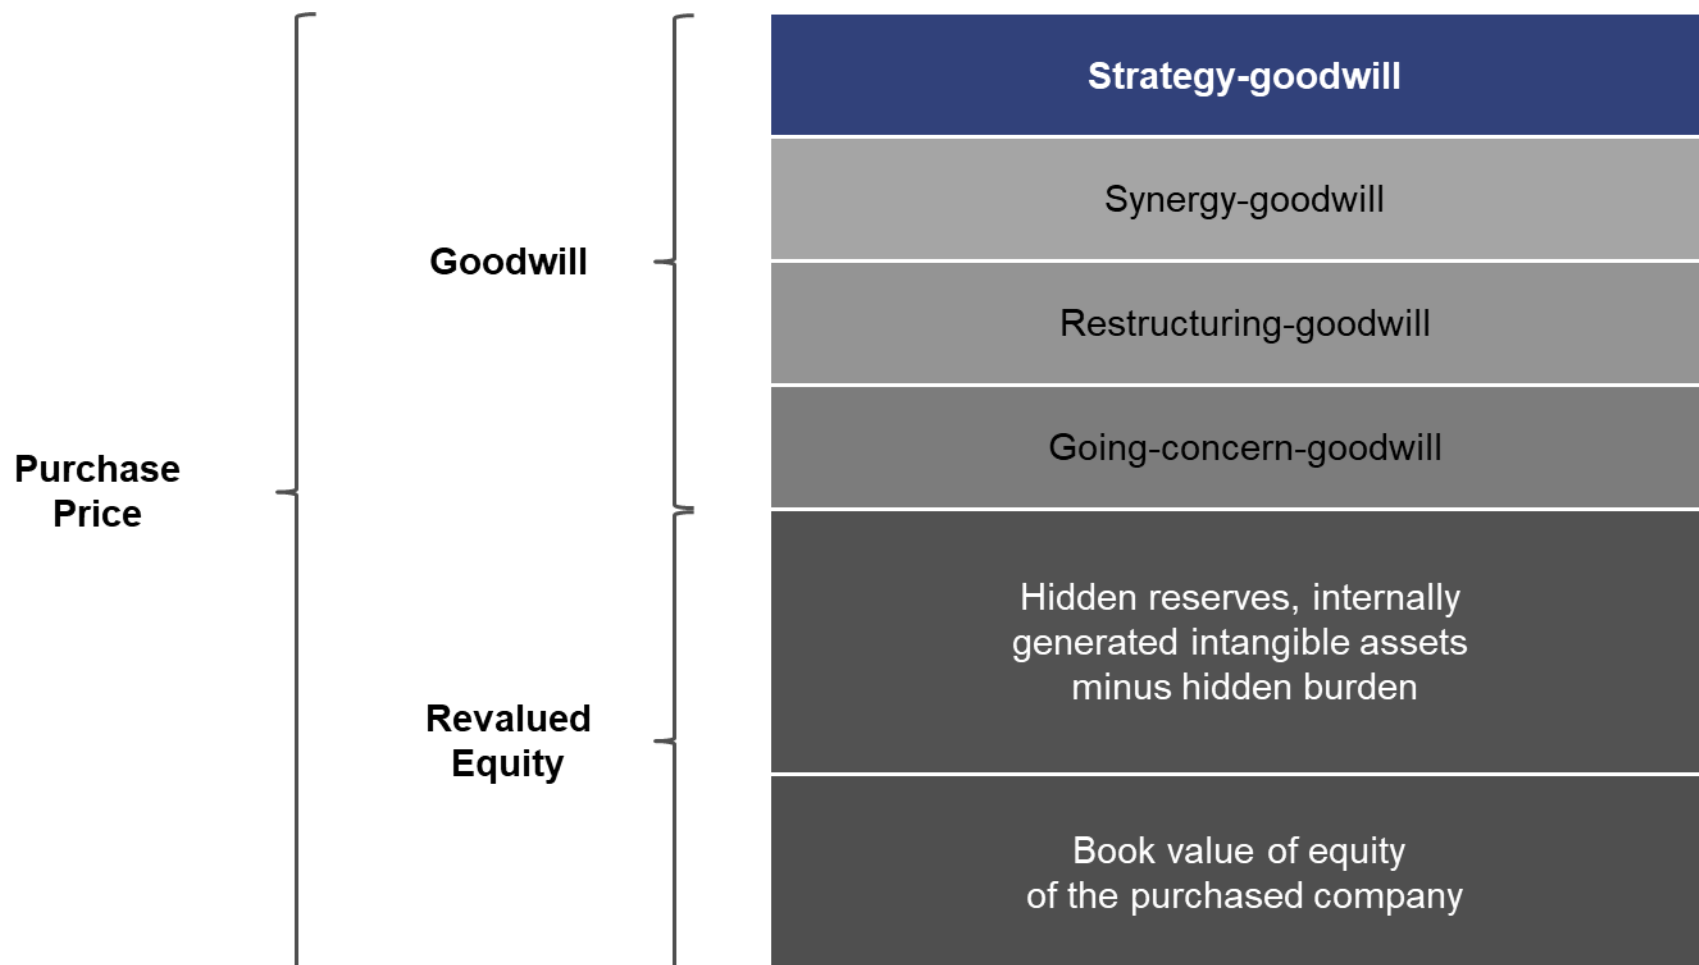 Strategy-goodwill
Synergy-goodwill
Goodwill
Restructuring-goodwill
Going-concern-goodwill
Purchase
Price
Hidden reserves, internally
generated intangible assets
minus hidden burden
Revalued
Equity
Book value of equity
of the purchased company